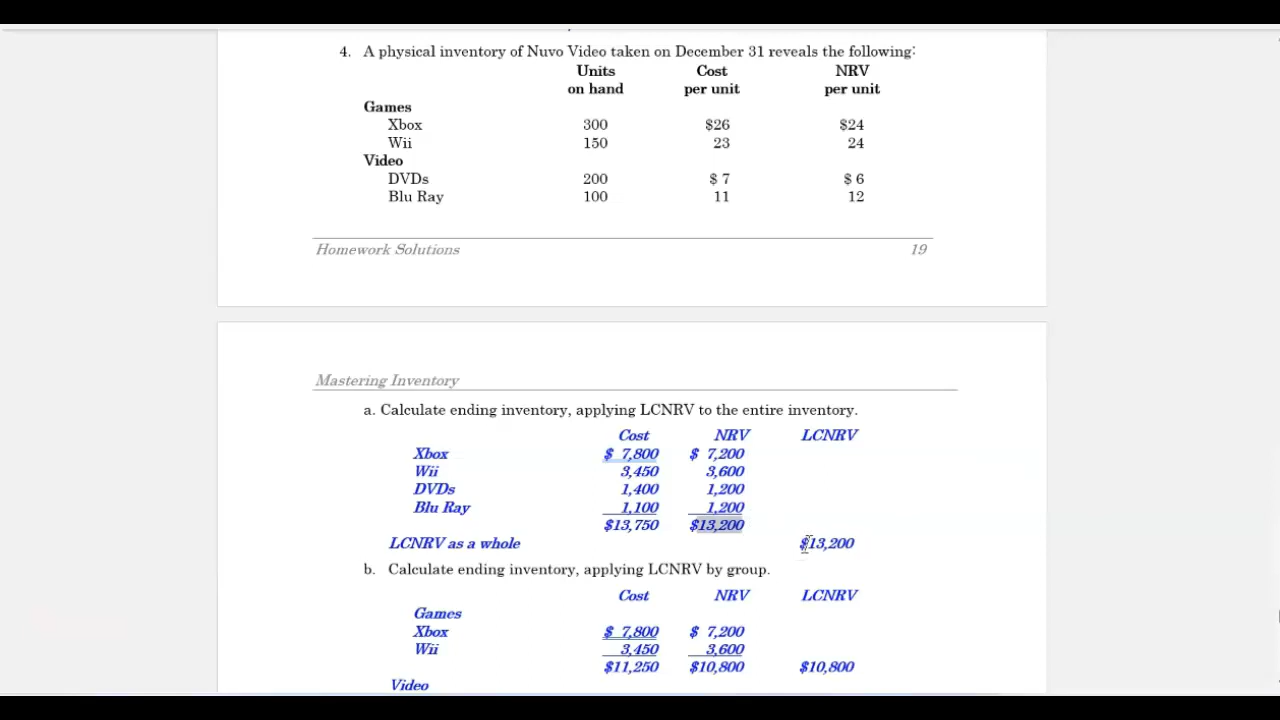 4. A physical inventory of Nuvo Video taken on December 31 reveals the following:
Units Cost NRV
on hand per unit per unit
Games
Xbox 300 $26 $24
Wii 150 23 24
Video
DVDs 200 $ 7 $ 6
Blu Ray 100 11 12
Homework Solutions 19
Mastering Inventory
a. Calculate ending inventory, applying LCNRV to the entire inventory.
Cost NRV LCNRV
Xbox $ 7,800 $ 7,200
Wii 3,450 3,600
DVDs 1,400 1,200
Blu Ray 1,100 1,200
$13,750 $13,200
LCNRV as a whole $13,200
b. Calculate ending inventory, applying LCNRV by group.
Cost NRV LCNRV
Games
Xbox $ 7,800 $ 7,200
Wii 3,450 3,600
$11,250 $10,800 $10,800
Video